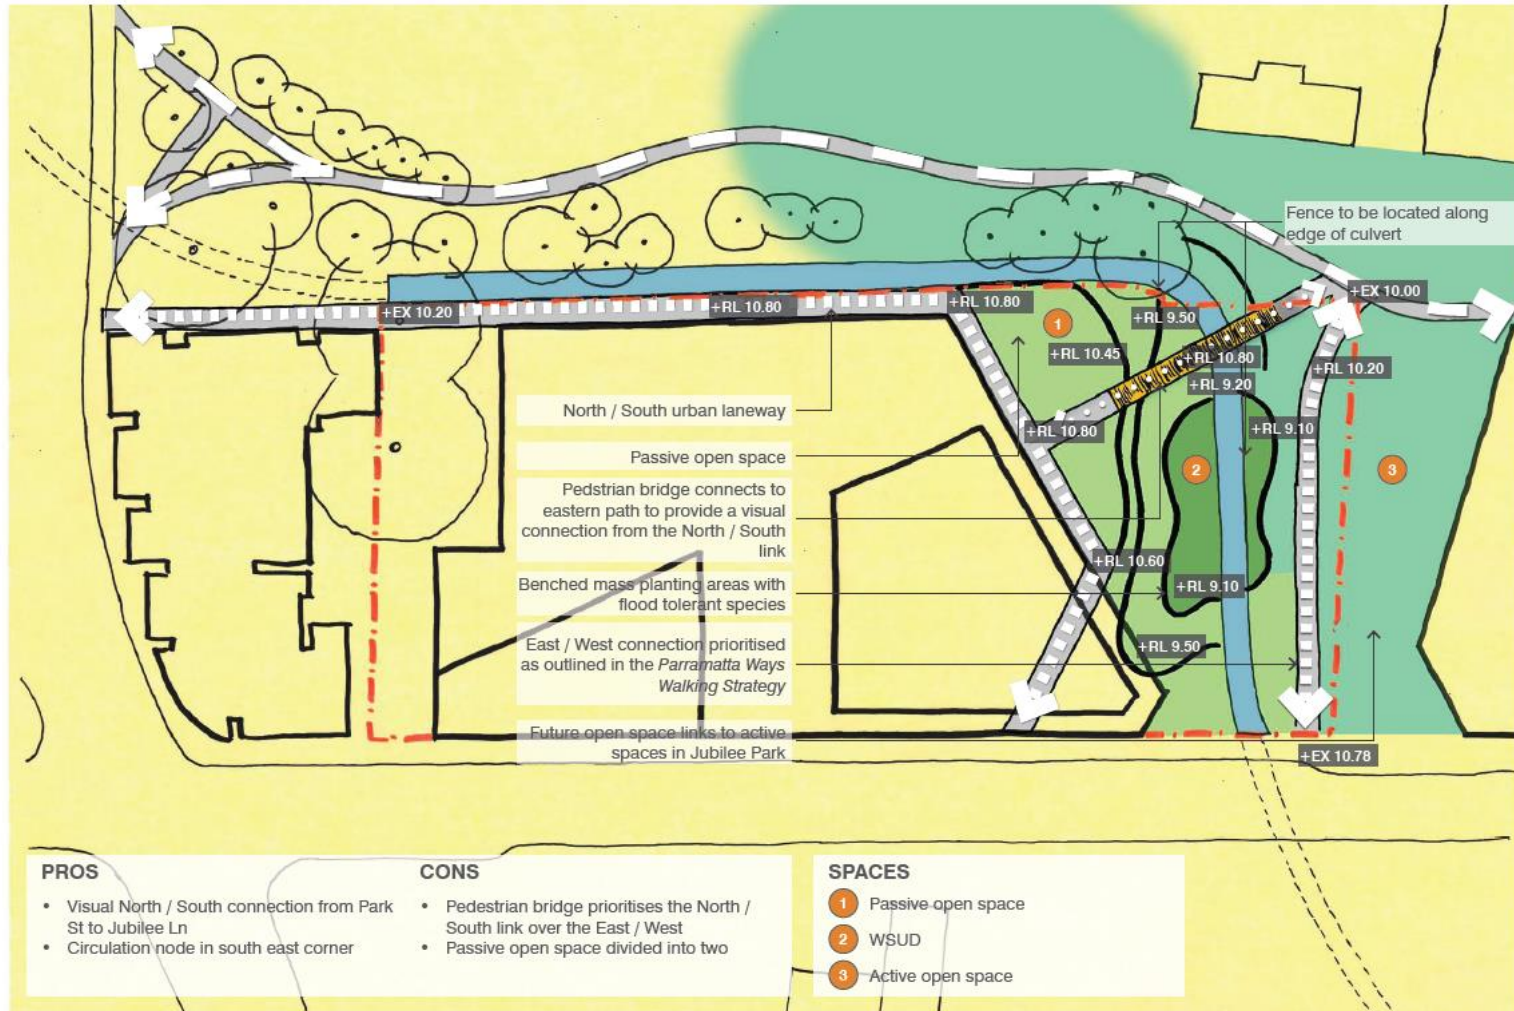 Fence to be located along
edge of culvert
+EX 10.00
+RL 10.80
+RL 10.80
+EX 10.20
+RL 9.50
1
+RL 10.45
+RL 10.80
+RL 10.20
+RL 9.20
North / South urban laneway
+RL 10.80
+RL 9.10
Passive open space
2
3
Pedstrian bridge connects to
eastern path to provide a visual
connection from the North / South
link
+RL 10.60
Benched mass planting areas with
flood tolerant species
+RL 9.10
East / West connection prioritised
as outlined in the Parramatta Ways
Walking Strategy
+RL 9.50
Future open space links to active
spaces in Jubilee Park
+EX 10.78
PROS
• Visual North / South connection from Park
St to Jubilee Ln
• Circulation node in south east corner
CONS
• Pedestrian bridge prioritises the North /
South link over the East / West
• Passive open space divided into two
SPACES
1 Passive open space
2 WSUD
3 Active open space